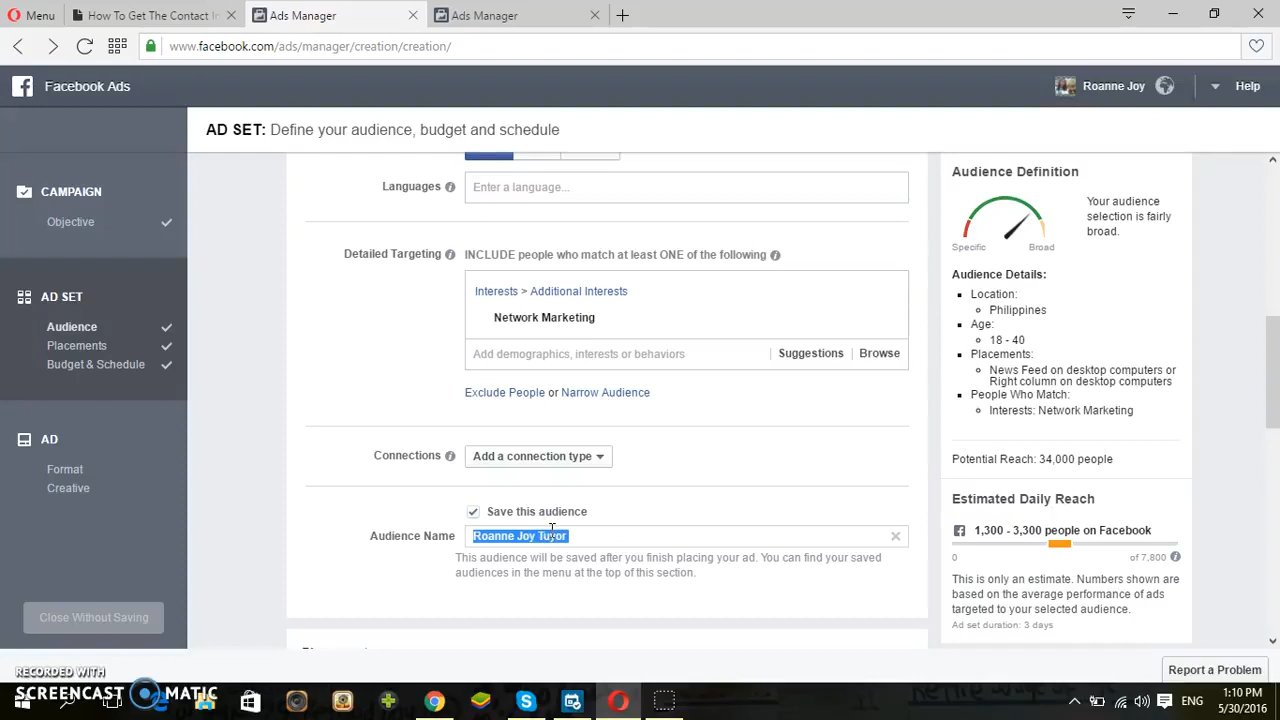 Menu
How To Get The Contact In
Ads Manager
Ads Manager
www.facebook.com/ads/manager/creation/creation/
Facebook Ads
Roanne Joy
Help
AD SET: Define your audience, budget and schedule
CAMPAIGN
Objective
AD SET
Audience
Placements
Budget & Schedule
AD
Format
Creative
Close Without Saving
Languages
Enter a language...
Detailed Targeting
INCLUDE people who match at least ONE of the following
Interests > Additional Interests
Network Marketing
Add demographics, interests or behaviors
Suggestions
Browse
Exclude People or Narrow Audience
Connections
Add a connection type
Save this audience
Audience Name
Roanne Joy Tutor
This audience will be saved after you finish placing your ad. You can find your saved
audiences in the menu at the top of this section.
Audience Definition
Your audience
selection is fairly
broad.
Specific
Broad
Audience Details:
Location:
Philippines
Age:
18 - 40
Placements:
News Feed on desktop computers or
Right column on desktop computers
People Who Match:
Interests: Network Marketing
Potential Reach: 34,000 people
Estimated Daily Reach
1,300 - 3,300 people on Facebook
0
of 7,800
This is only an estimate. Numbers shown are
based on the average performance of ads
targeted to your selected audience.
Ad set duration: 3 days
Report a Problem
RECORDED WITH
SCREENCAST MATIC
ENG
1:10 PM
5/30/2016